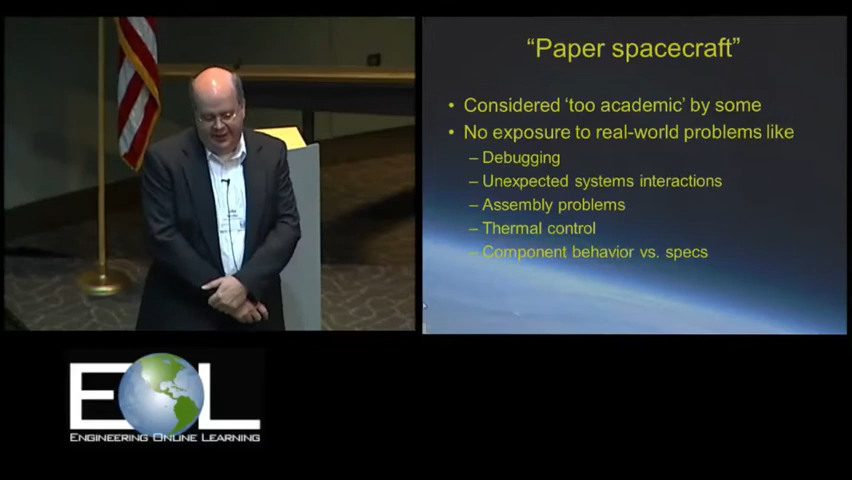 “Paper spacecraft”
• Considered ‘too academic’ by some
• No exposure to real-world problems like
– Debugging
– Unexpected systems interactions
– Assembly problems
– Thermal control
– Component behavior vs. specs
EOL
ENGINEERING ONLINE LEARNING